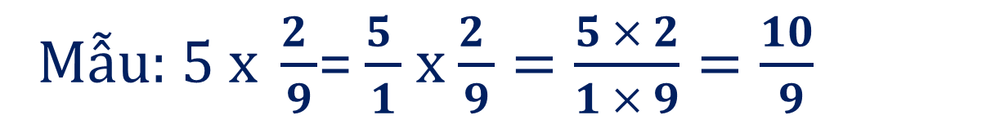 Mẫu: 5 x 2/9 = 5/1 x 2/9 = (5 × 2)/(1 × 9) = 10/9